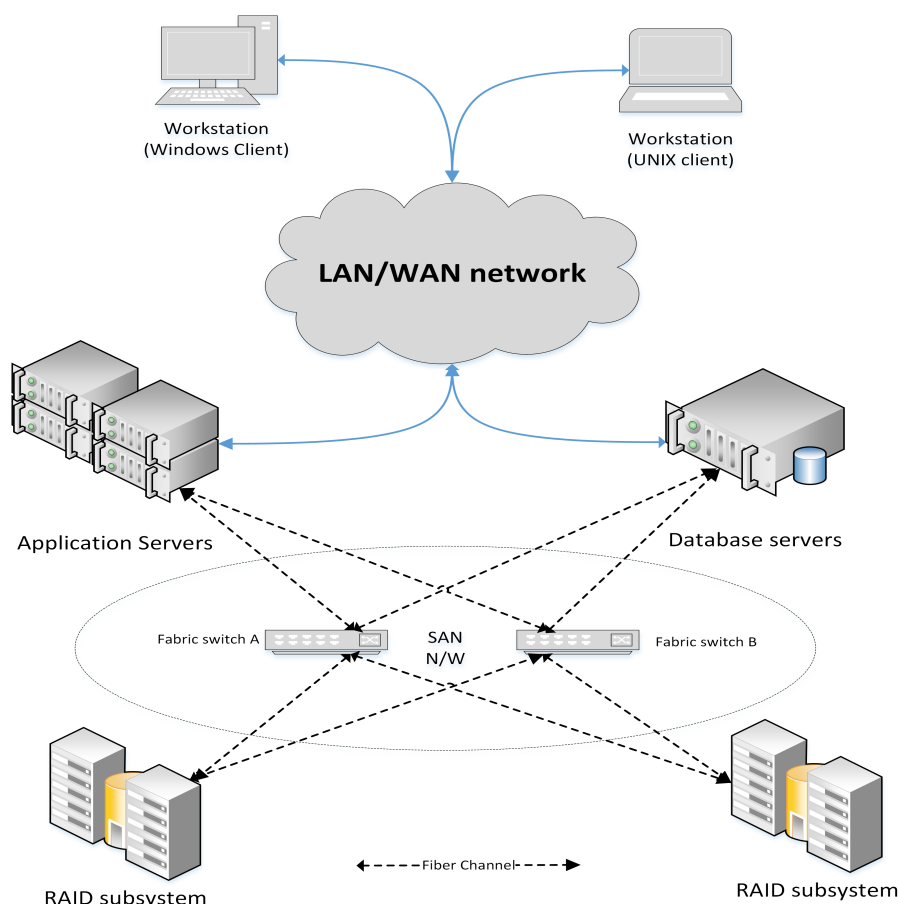 Workstation
(Windows Client)
Workstation
(UNIX client)
LAN/WAN network
Application Servers
Database servers
Fabric switch A
SAN
N/W
Fabric switch B
Fiber Channel
RAID subsystem
RAID subsystem